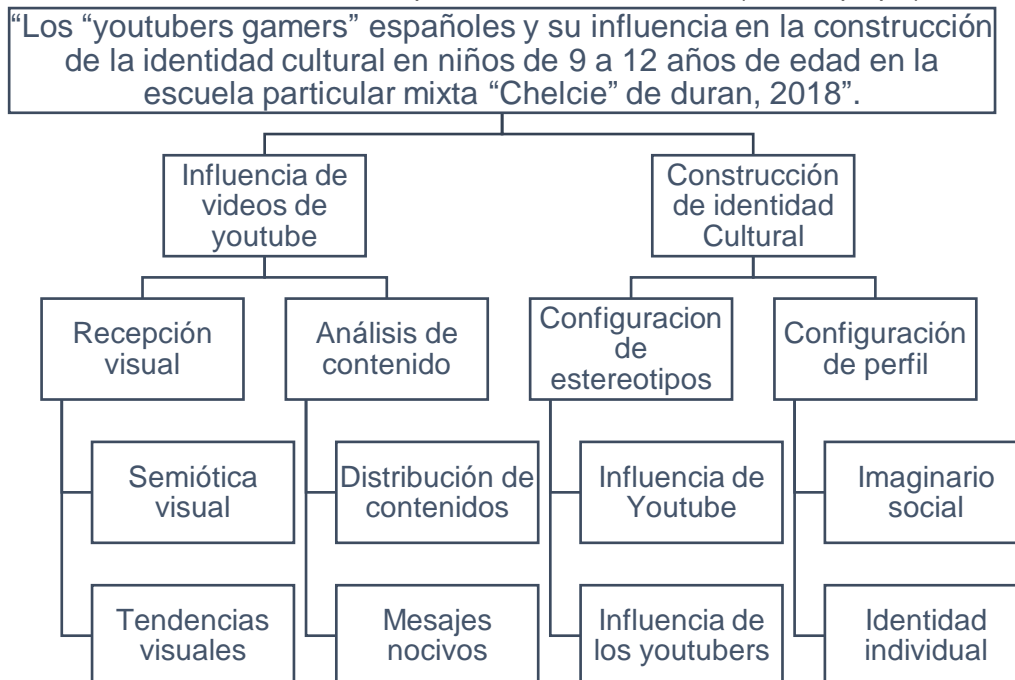 “Los “youtubers gamers” españoles y su influencia en la construcción
de la identidad cultural en niños de 9 a 12 años de edad en la
escuela particular mixta “Chelcie” de duran, 2018”.
Influencia de
videos de
youtube
Construcción
de identidad
Cultural
Recepción
visual
Análisis de
contenido
Configuracion
de
estereotipos
Configuración
de perfil
Semiótica
visual
Distribución de
contenidos
Influencia de
Youtube
Imaginario
social
Tendencias
visuales
Mesajes
nocivos
Influencia de
los youtubers
Identidad
individual